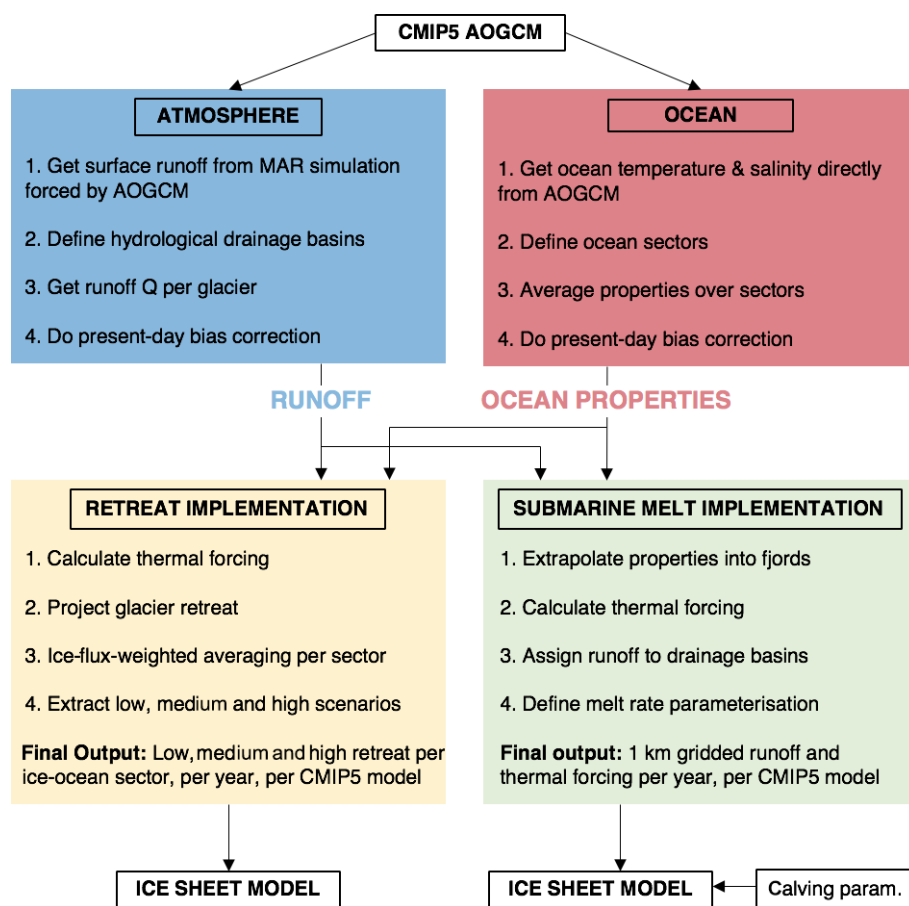 CMIP5 AOGCM
ATMOSPHERE
1. Get surface runoff from MAR simulation
forced by AOGCM
2. Define hydrological drainage basins
3. Get runoff Q per glacier
4. Do present-day bias correction
OCEAN
1. Get ocean temperature & salinity directly
from AOGCM
2. Define ocean sectors
3. Average properties over sectors
4. Do present-day bias correction
RUNOFF
OCEAN PROPERTIES
RETREAT IMPLEMENTATION
1. Calculate thermal forcing
2. Project glacier retreat
3. Ice-flux-weighted averaging per sector
4. Extract low, medium and high scenarios
Final Output: Low, medium and high retreat per
ice-ocean sector, per year, per CMIP5 model
SUBMARINE MELT IMPLEMENTATION
1. Extrapolate properties into fjords
2. Calculate thermal forcing
3. Assign runoff to drainage basins
4. Define melt rate parameterisation
Final output: 1 km gridded runoff and
thermal forcing per year, per CMIP5 model
ICE SHEET MODEL
ICE SHEET MODEL
Calving param.